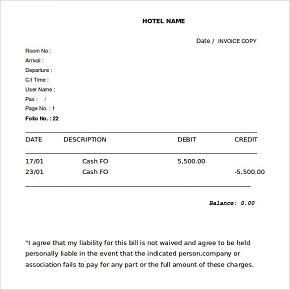 HOTEL NAME
Date / INVOICE COPY
Room No :
Arrival :
Departure :
C/I Time :
User Name :
Pax : /
Page No. : 1
Folio No. : 22
DATE DESCRIPTION DEBIT CREDIT
17/01 Cash FO 5,500.00
23/01 Cash FO -5,500.00
Balance: 0.00
"I agree that my liability for this bill is not waived and agree to be held
personally liable in the event that the indicated person,company or
association fails to pay for any part or the full amount of these charges.